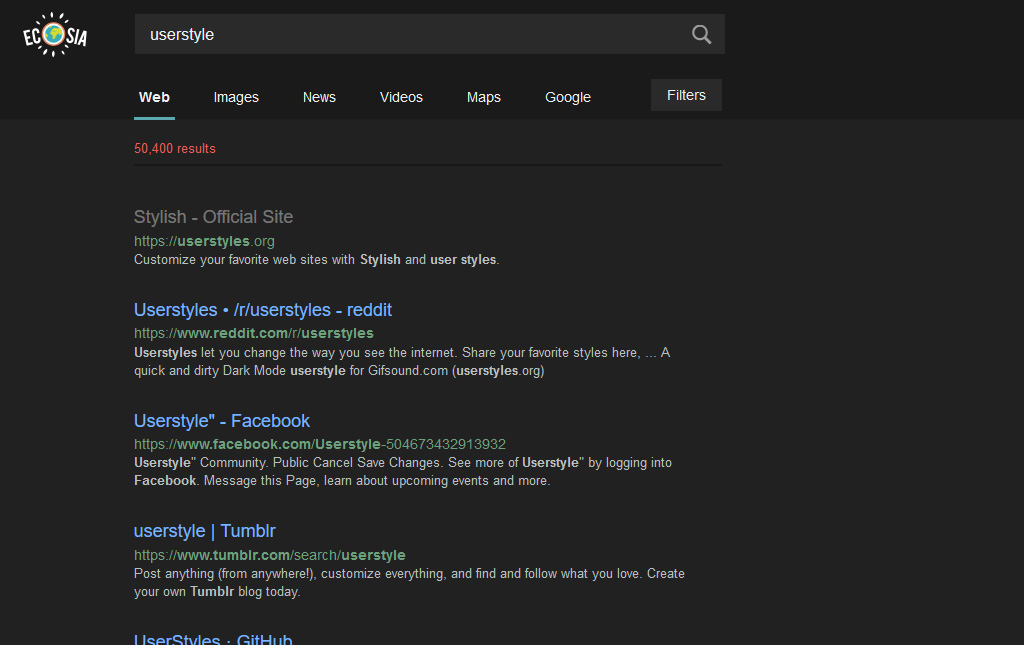 ECOSIA
userstyle
Web Images News Videos Maps Google Filters
50,400 results
Stylish - Official Site
https://userstyles.org
Customize your favorite web sites with Stylish and user styles.
Userstyles • /r/userstyles - reddit
https://www.reddit.com/r/userstyles
Userstyles let you change the way you see the internet. Share your favorite styles here, ... A
quick and dirty Dark Mode userstyle for Gifsound.com (userstyles.org)
Userstyle" - Facebook
https://www.facebook.com/Userstyle-504673432913932
Userstyle" Community. Public Cancel Save Changes. See more of Userstyle" by logging into
Facebook. Message this Page, learn about upcoming events and more.
userstyle | Tumblr
https://www.tumblr.com/search/userstyle
Post anything (from anywhere!), customize everything, and find and follow what you love. Create
your own Tumblr blog today.
UserStyles · GitHub